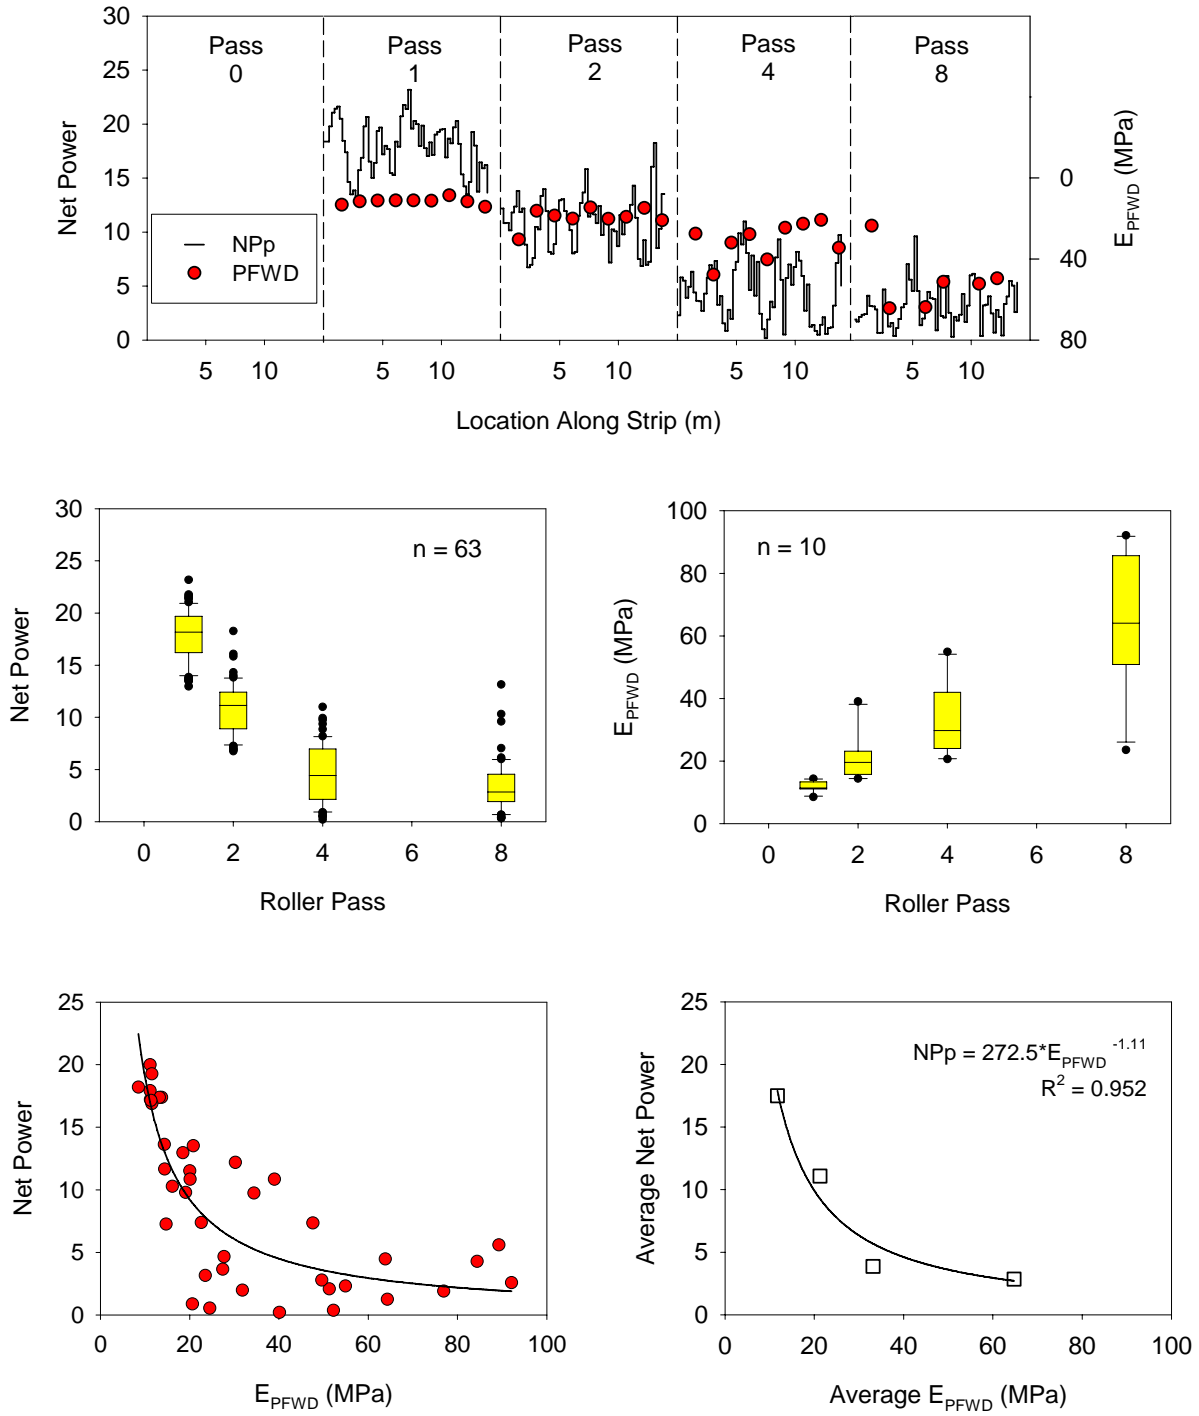 30
25
20
15
10
5
0
Net Power
Pass Pass Pass Pass Pass
0 1 2 4 8
NPp
PFWD
0
40
80
E_PFWD (MPa)
5 10 5 10 5 10 5 10 5 10
Location Along Strip (m)
30
25
20
15
10
5
0
Net Power
n = 63
0 2 4 6 8
Roller Pass
100
80
60
40
20
0
E_PFWD (MPa)
n = 10
0 2 4 6 8
Roller Pass
25
20
15
10
5
0
Net Power
0 20 40 60 80 100
E_PFWD (MPa)
25
20
15
10
5
0
Average Net Power
NPp = 272.5*E_PFWD^-1.11
R² = 0.952
0 20 40 60 80 100
Average E_PFWD (MPa)